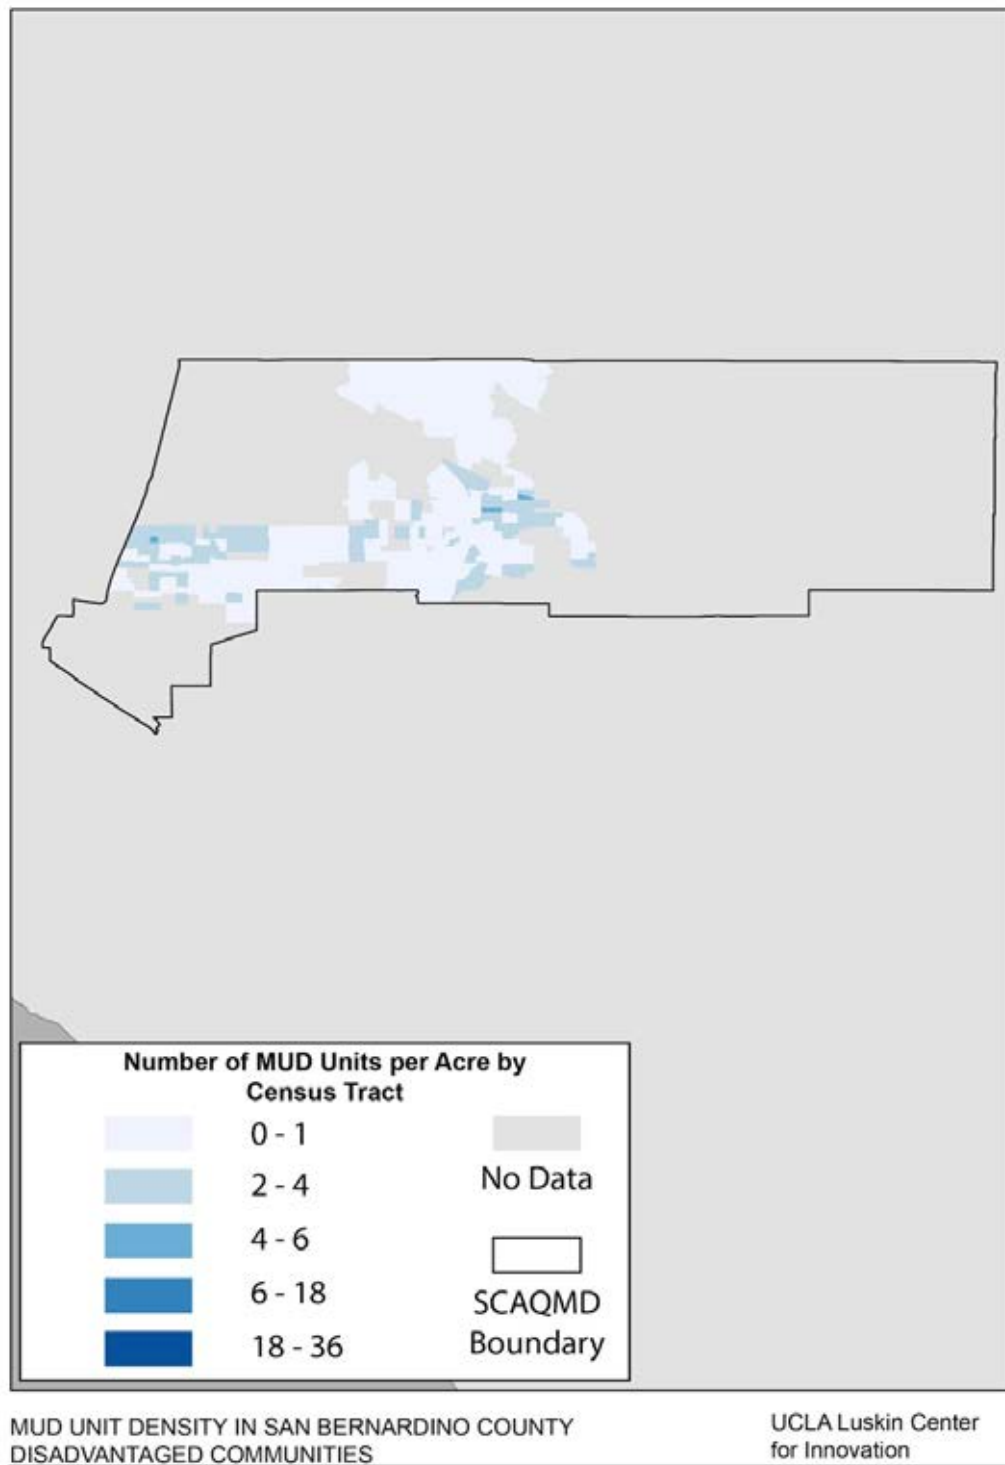 Number of MUD Units per Acre by
Census Tract
0 - 1
2 - 4
4 - 6
6 - 18
18 - 36
No Data
SCAQMD
Boundary
MUD UNIT DENSITY IN SAN BERNARDINO COUNTY
DISADVANTAGED COMMUNITIES
UCLA Luskin Center
for Innovation